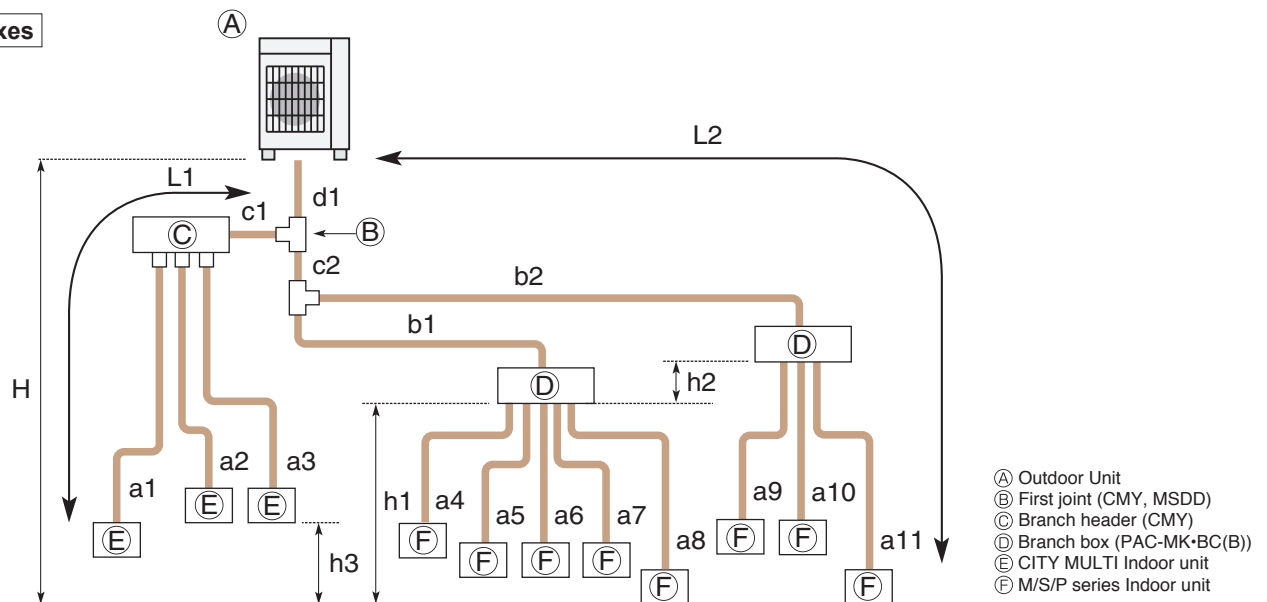 xes
Ⓐ
L2
L1
d1
c1
Ⓒ
Ⓑ
c2
b2
b1
Ⓓ
H
Ⓓ
h2
a1
a2
a3
h1
a4
a5
a6
a7
a8
a9
a10
a11
Ⓔ
Ⓔ
Ⓔ
h3
Ⓕ
Ⓕ
Ⓕ
Ⓕ
Ⓕ
Ⓕ
Ⓕ
Ⓕ
Ⓐ Outdoor Unit
Ⓑ First joint (CMY, MSDD)
Ⓒ Branch header (CMY)
Ⓓ Branch box (PAC-MK•BC(B))
Ⓔ CITY MULTI Indoor unit
Ⓕ M/S/P series Indoor unit